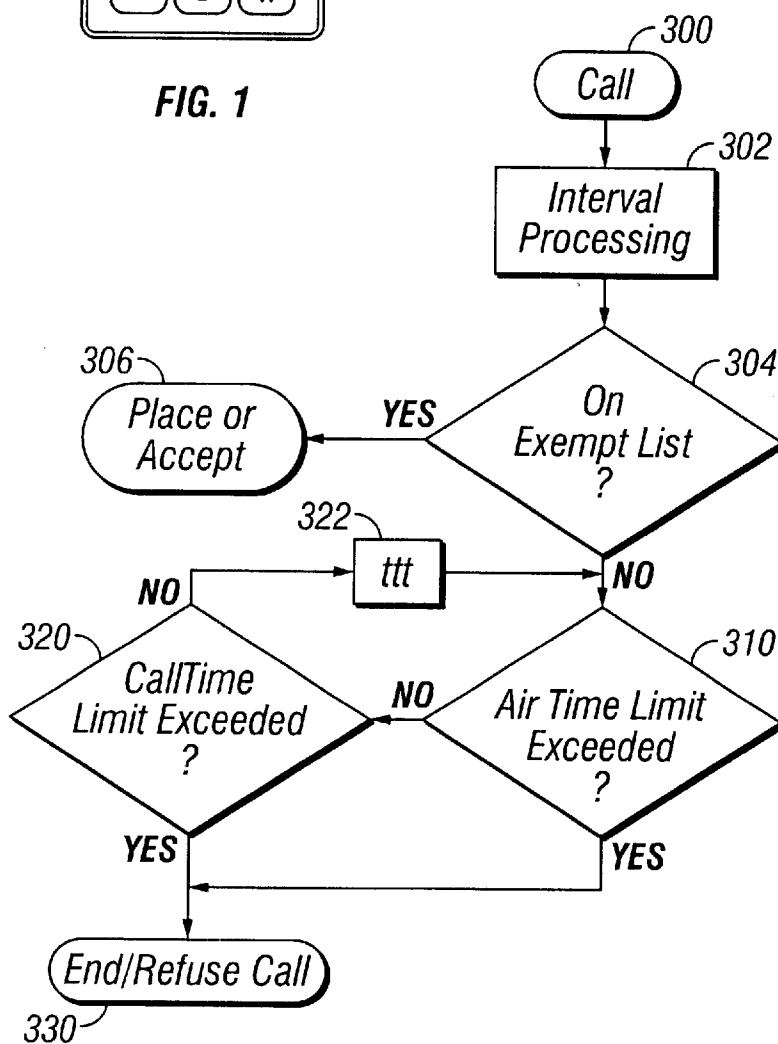 FIG. 1
300
Call
302
Interval
Processing
304
On
Exempt List
?
YES
306
Place or
Accept
NO
322
ttt
NO
310
Air Time Limit
Exceeded
?
NO
YES
320
CallTime
Limit Exceeded
?
YES
End/Refuse Call
330